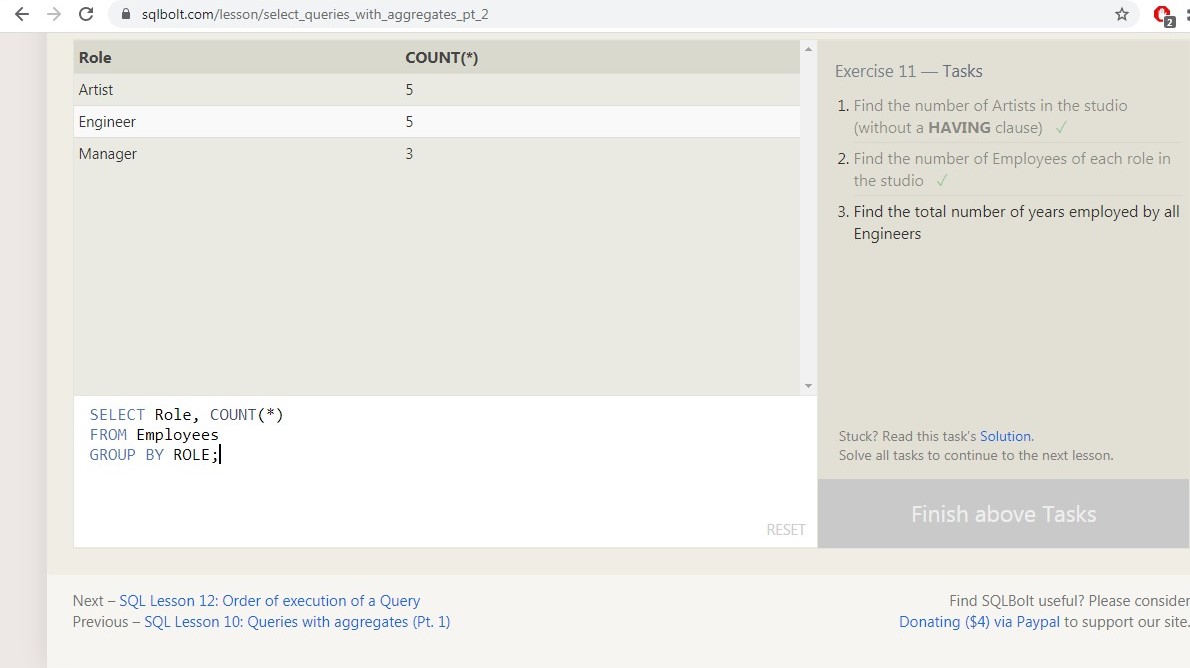 sqlbolt.com/lesson/select_queries_with_aggregates_pt_2
2
Role COUNT(*)
Artist 5
Engineer 5
Manager 3
SELECT Role, COUNT(*)
FROM Employees
GROUP BY ROLE;
RESET
Exercise 11 — Tasks
1. Find the number of Artists in the studio
(without a HAVING clause) ✓
2. Find the number of Employees of each role in
the studio ✓
3. Find the total number of years employed by all
Engineers
Stuck? Read this task's Solution.
Solve all tasks to continue to the next lesson.
Finish above Tasks
Next – SQL Lesson 12: Order of execution of a Query
Previous – SQL Lesson 10: Queries with aggregates (Pt. 1)
Find SQLBolt useful? Please consider
Donating ($4) via Paypal to support our site.